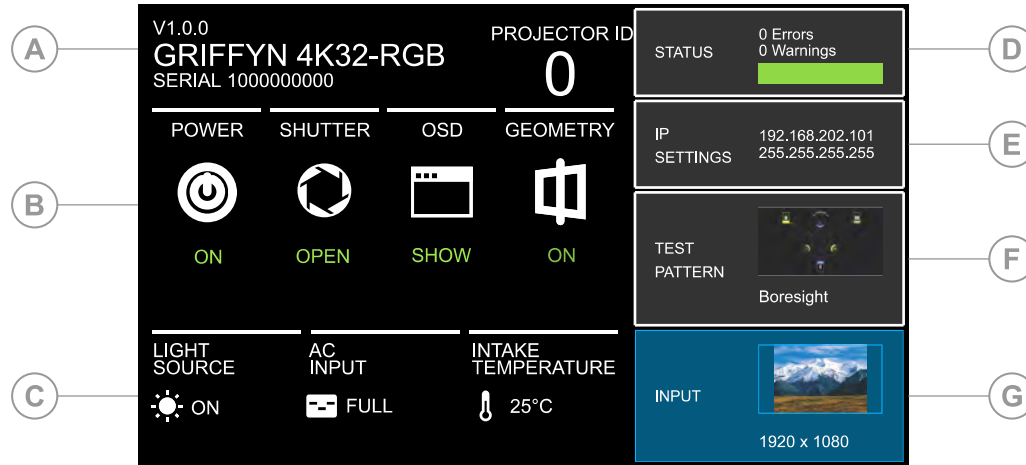 A
V1.0.0
GRIFFYN 4K32-RGB
SERIAL 1000000000
PROJECTOR ID
0
STATUS
0 Errors
0 Warnings
D
IP
SETTINGS
192.168.202.101
255.255.255.255
E
B
POWER SHUTTER OSD GEOMETRY
ON OPEN SHOW ON
TEST
PATTERN
Boresight
F
C
LIGHT
SOURCE
ON
AC
INPUT
FULL
INTAKE
TEMPERATURE
25°C
INPUT
1920 x 1080
G